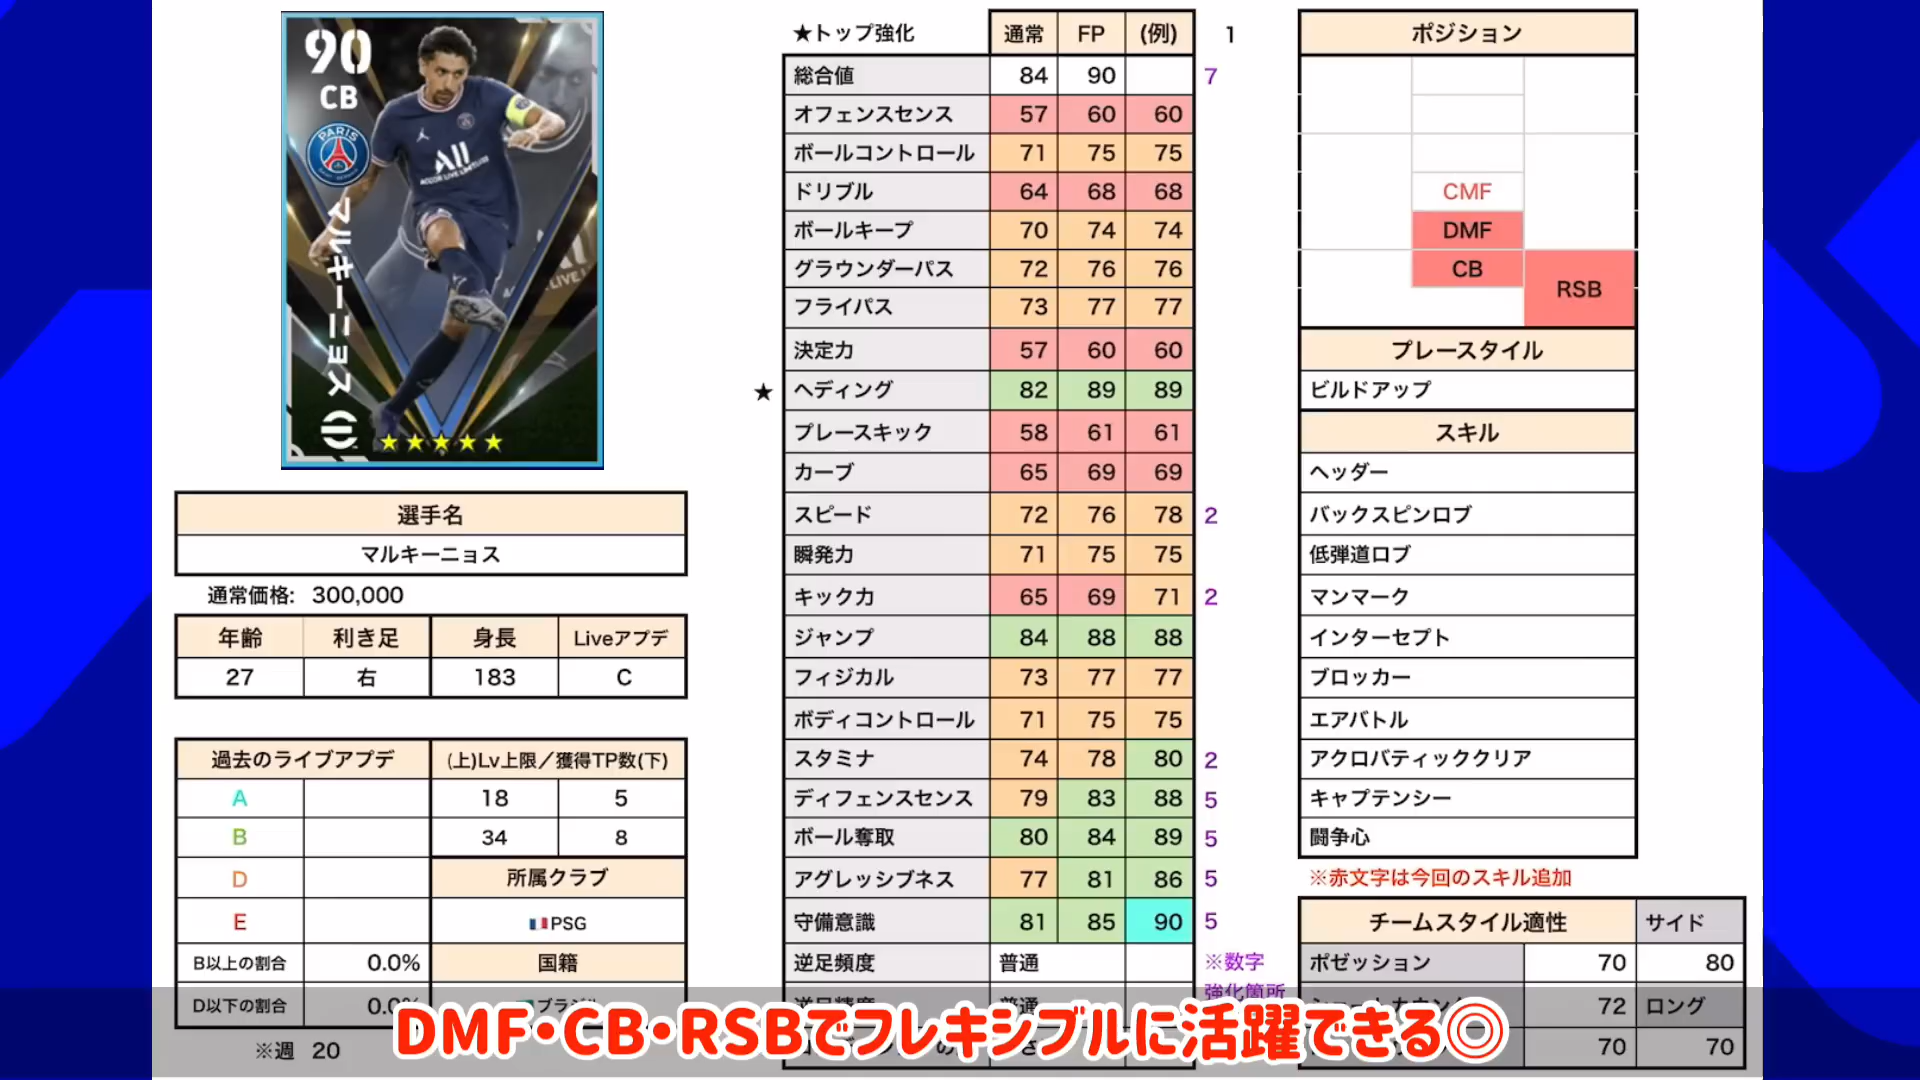 90
CB
PARIS
マルキーニョス
★★★★★
選手名
マルキーニョス
通常価格: 300,000
年齢 利き足 身長 Liveアプデ
27 右 183 C
過去のライブアプデ (上)Lv上限／獲得TP数(下)
A 18 5
B 34 8
D 所属クラブ
E PSG
B以上の割合 0.0% 国籍
D以下の割合
※週 20
★トップ強化 通常 FP (例) 1
総合値 84 90 7
オフェンスセンス 57 60 60
ボールコントロール 71 75 75
ドリブル 64 68 68
ボールキープ 70 74 74
グラウンダーパス 72 76 76
フライパス 73 77 77
決定力 57 60 60
★ ヘディング 82 89 89
プレースキック 58 61 61
カーブ 65 69 69
スピード 72 76 78 2
瞬発力 71 75 75
キック力 65 69 71 2
ジャンプ 84 88 88
フィジカル 73 77 77
ボディコントロール 71 75 75
スタミナ 74 78 80 2
ディフェンスセンス 79 83 88 5
ボール奪取 80 84 89 5
アグレッシブネス 77 81 86 5
守備意識 81 85 90 5
逆足頻度 普通 ※数字
強化箇所
ポジション
CMF
DMF
CB
RSB
プレースタイル
ビルドアップ
スキル
ヘッダー
バックスピンロブ
低弾道ロブ
マンマーク
インターセプト
ブロッカー
エアバトル
アクロバティッククリア
キャプテンシー
闘争心
※赤文字は今回のスキル追加
チームスタイル適性 サイド
ポゼッション 70 80
72 ロング
70 70
DMF・CB・RSBでフレキシブルに活躍できる◎